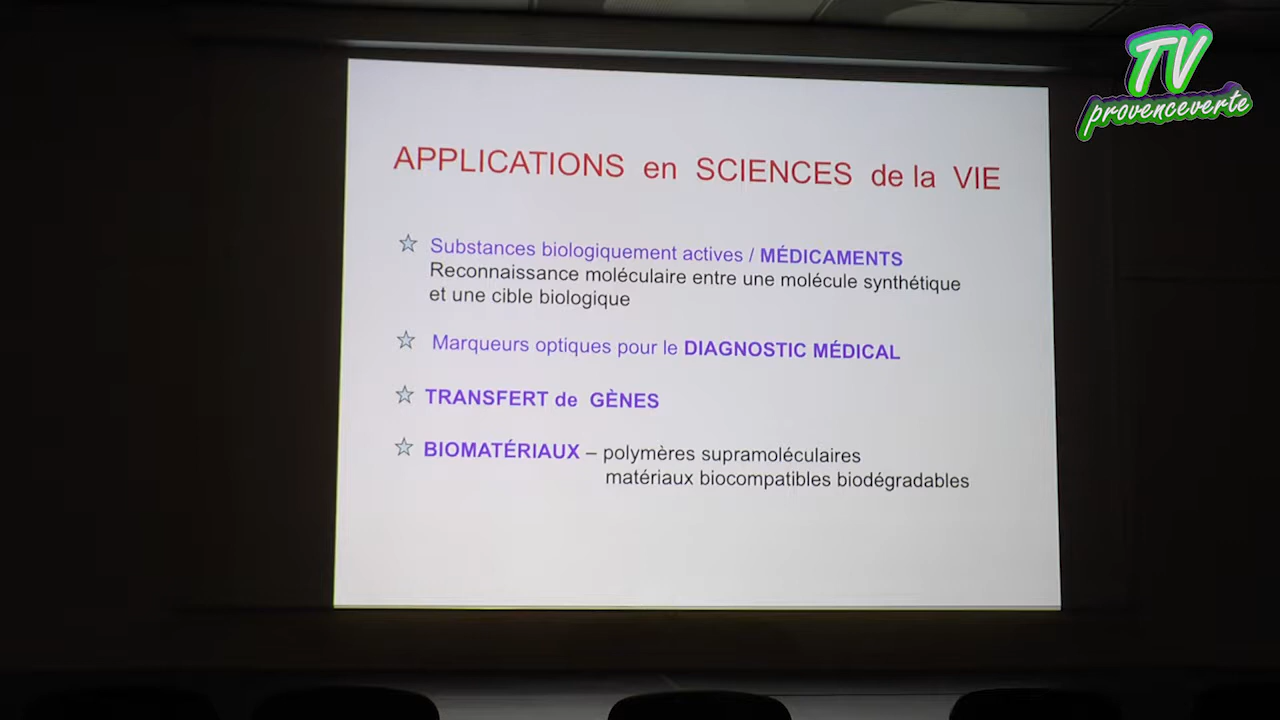 TV
provenceverte
APPLICATIONS en SCIENCES de la VIE
☆ Substances biologiquement actives / MÉDICAMENTS
Reconnaissance moléculaire entre une molécule synthétique
et une cible biologique
☆ Marqueurs optiques pour le DIAGNOSTIC MÉDICAL
☆ TRANSFERT de GÈNES
☆ BIOMATÉRIAUX – polymères supramoléculaires
matériaux biocompatibles biodégradables